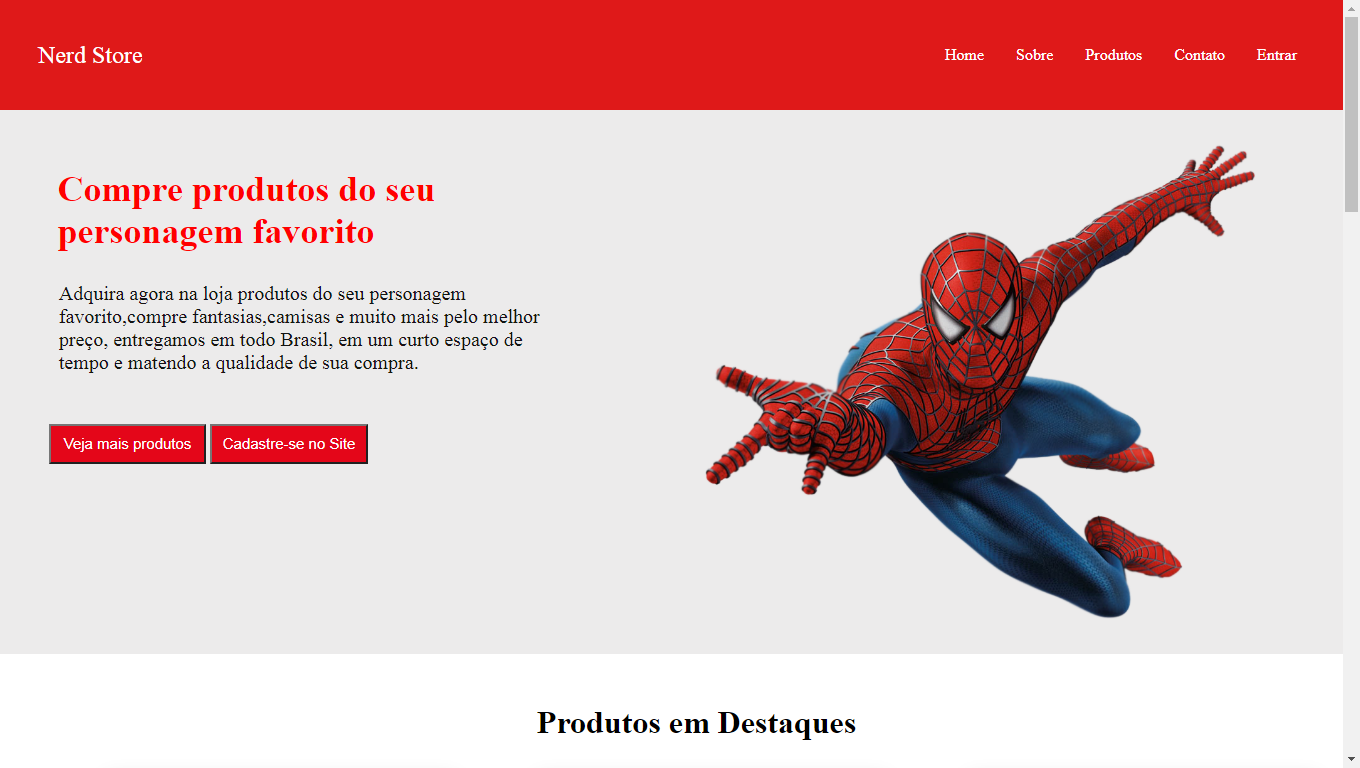 Nerd Store
Home Sobre Produtos Contato Entrar
Compre produtos do seu
personagem favorito
Adquira agora na loja produtos do seu personagem
favorito,compre fantasias,camisas e muito mais pelo melhor
preço, entregamos em todo Brasil, em um curto espaço de
tempo e matendo a qualidade de sua compra.
Veja mais produtos Cadastre-se no Site
Produtos em Destaques